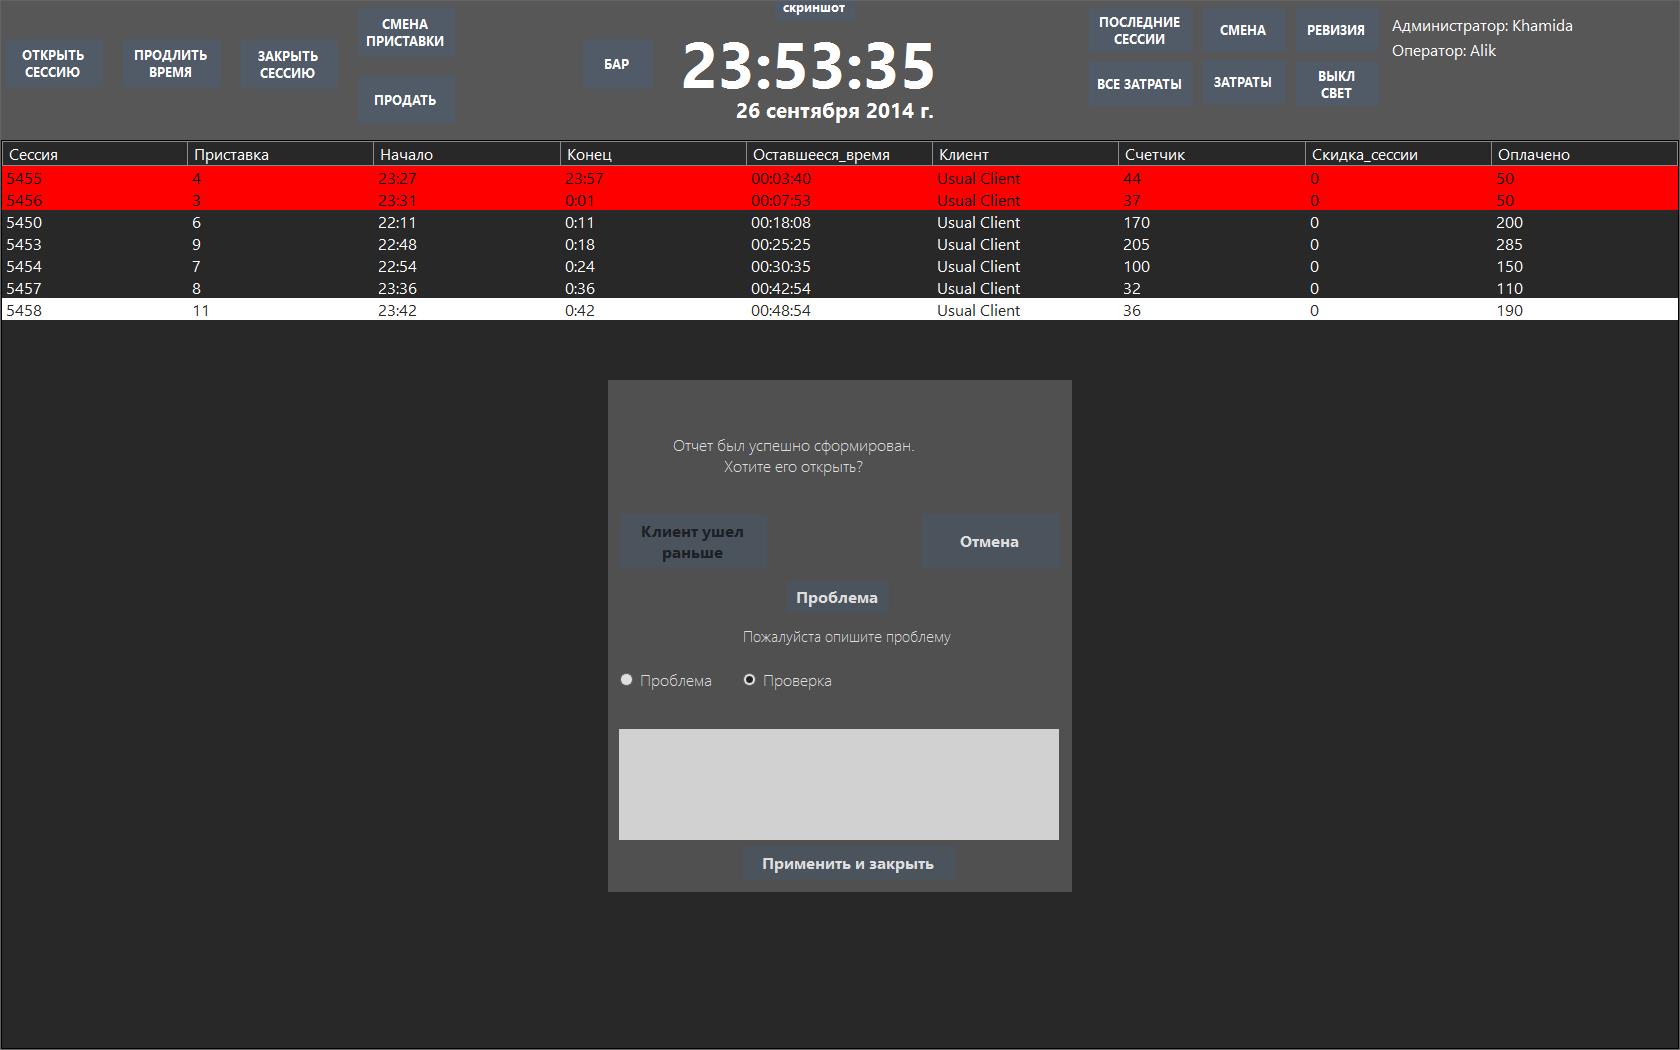 скриншот
ОТКРЫТЬ
СЕССИЮ
ПРОДЛИТЬ
ВРЕМЯ
ЗАКРЫТЬ
СЕССИЮ
СМЕНА
ПРИСТАВКИ
ПРОДАТЬ
БАР
23:53:35
26 сентября 2014 г.
ПОСЛЕДНИЕ
СЕССИИ
СМЕНА
РЕВИЗИЯ
ВСЕ ЗАТРАТЫ
ЗАТРАТЫ
ВЫКЛ
СВЕТ
Администратор: Khamida
Оператор: Alik
Сессия Приставка Начало Конец Оставшееся_время Клиент Счетчик Скидка_сессии Оплачено
5455 4 23:27 23:57 00:03:40 Usual Client 44 0 50
5456 3 23:31 0:01 00:07:53 Usual Client 37 0 50
5450 6 22:11 0:11 00:18:08 Usual Client 170 0 200
5453 9 22:48 0:18 00:25:25 Usual Client 205 0 285
5454 7 22:54 0:24 00:30:35 Usual Client 100 0 150
5457 8 23:36 0:36 00:42:54 Usual Client 32 0 110
5458 11 23:42 0:42 00:48:54 Usual Client 36 0 190
Отчет был успешно сформирован.
Хотите его открыть?
Клиент ушел
раньше
Отмена
Проблема
Пожалуйста опишите проблему
Проблема Проверка
Применить и закрыть